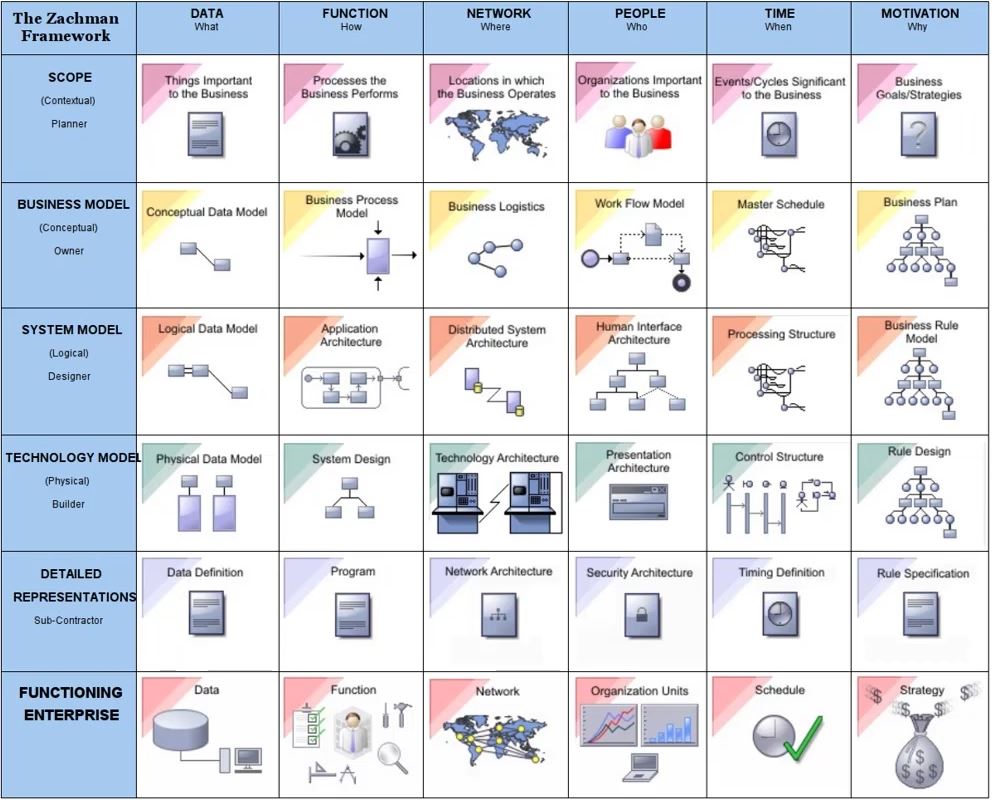 The Zachman
Framework
DATA
What
FUNCTION
How
NETWORK
Where
PEOPLE
Who
TIME
When
MOTIVATION
Why
SCOPE
(Contextual)
Planner
Things Important
to the Business
Processes the
Business Performs
Locations in which
the Business Operates
Organizations Important
to the Business
Events/Cycles Significant
to the Business
Business
Goals/Strategies
?
BUSINESS MODEL
(Conceptual)
Owner
Conceptual Data Model
Business Process
Model
Business Logistics
Work Flow Model
Master Schedule
Business Plan
SYSTEM MODEL
(Logical)
Designer
Logical Data Model
Application
Architecture
Distributed System
Architecture
Human Interface
Architecture
Processing Structure
Business Rule
Model
TECHNOLOGY MODEL
(Physical)
Builder
Physical Data Model
System Design
Technology Architecture
Presentation
Architecture
Control Structure
Rule Design
DETAILED
REPRESENTATIONS
Sub-Contractor
Data Definition
Program
Network Architecture
Security Architecture
Timing Definition
Rule Specification
FUNCTIONING
ENTERPRISE
Data
Function
Network
Organization Units
Schedule
Strategy
$ $ $ $
$ $
$ $